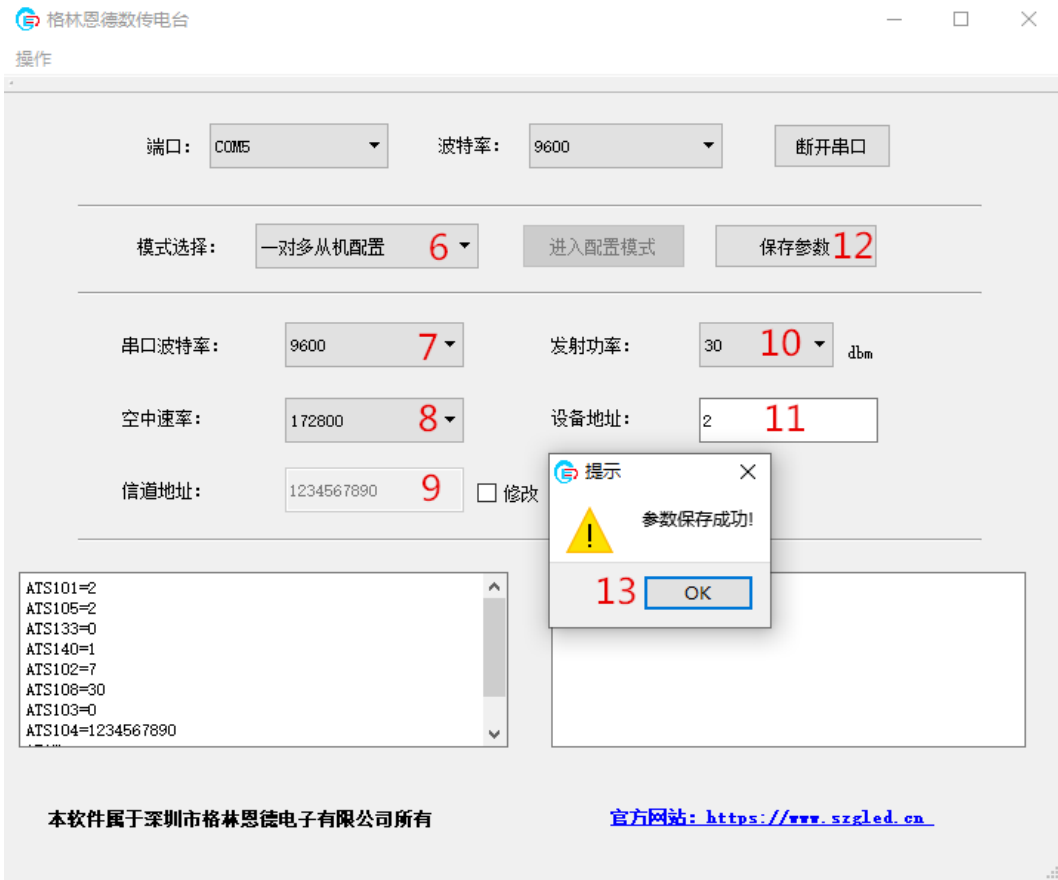 格林恩德数传电台
操作
端口： COM5 波特率： 9600 断开串口
模式选择： 一对多从机配置 6 进入配置模式 保存参数 12
串口波特率： 9600 7 发射功率： 30 10 dbm
空中速率： 172800 8 设备地址： 2 11
信道地址： 1234567890 9 修改
提示
参数保存成功!
13 OK
ATS101=2
ATS105=2
ATS133=0
ATS140=1
ATS102=7
ATS108=30
ATS103=0
ATS104=1234567890
本软件属于深圳市格林恩德电子有限公司所有
官方网站：https://www.szgled.cn